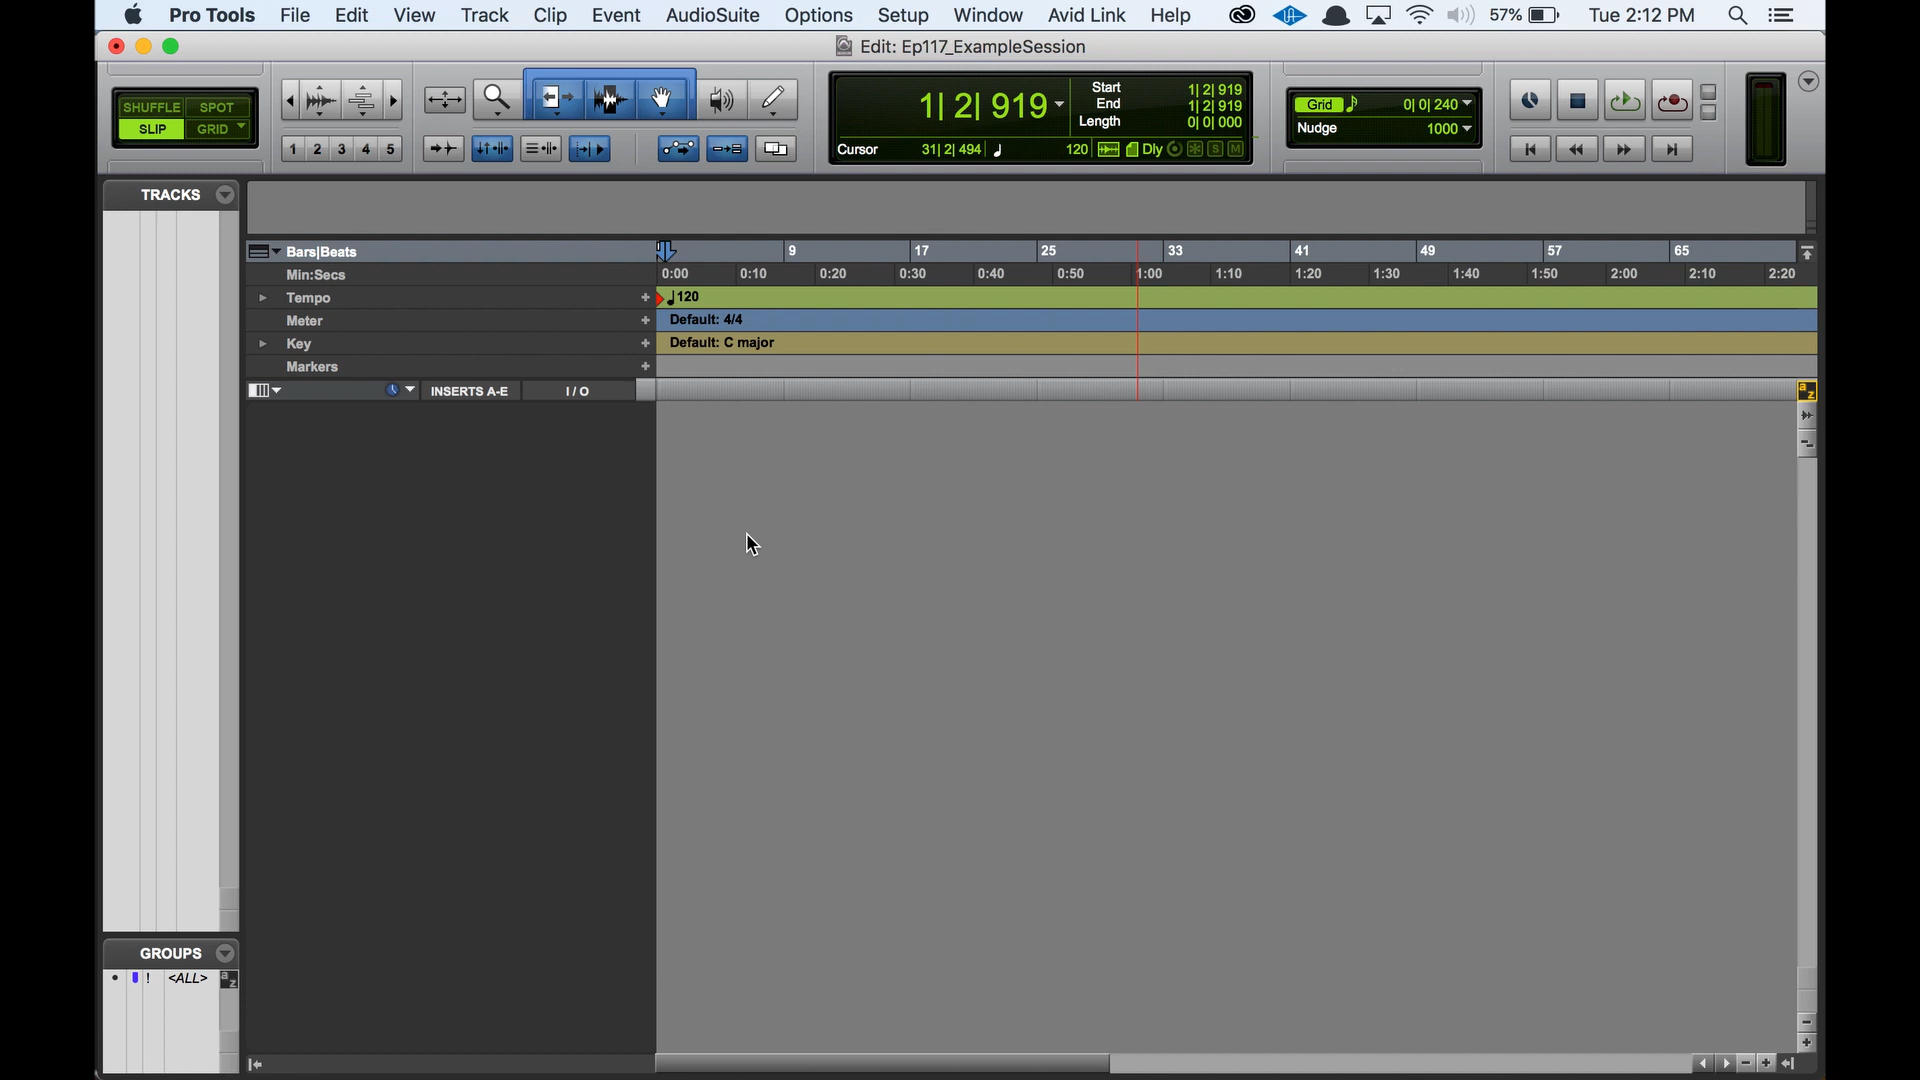 Pro Tools File Edit View Track Clip Event AudioSuite Options Setup Window Avid Link Help 57% Tue 2:12 PM
Edit: Ep117_ExampleSession
SHUFFLE SPOT
SLIP GRID
1 2 3 4 5
1| 2| 919
Start 1| 2| 919
End 1| 2| 919
Length 0| 0| 000
Cursor 31| 2| 494 120 Dly S M
Grid 0| 0| 240
Nudge 1000
TRACKS
Bars|Beats 9 17 25 33 41 49 57 65
Min:Secs 0:00 0:10 0:20 0:30 0:40 0:50 1:00 1:10 1:20 1:30 1:40 1:50 2:00 2:10 2:20
Tempo + 120
Meter + Default: 4/4
Key + Default: C major
Markers +
INSERTS A-E I / O
a z
GROUPS
! <ALL> a z